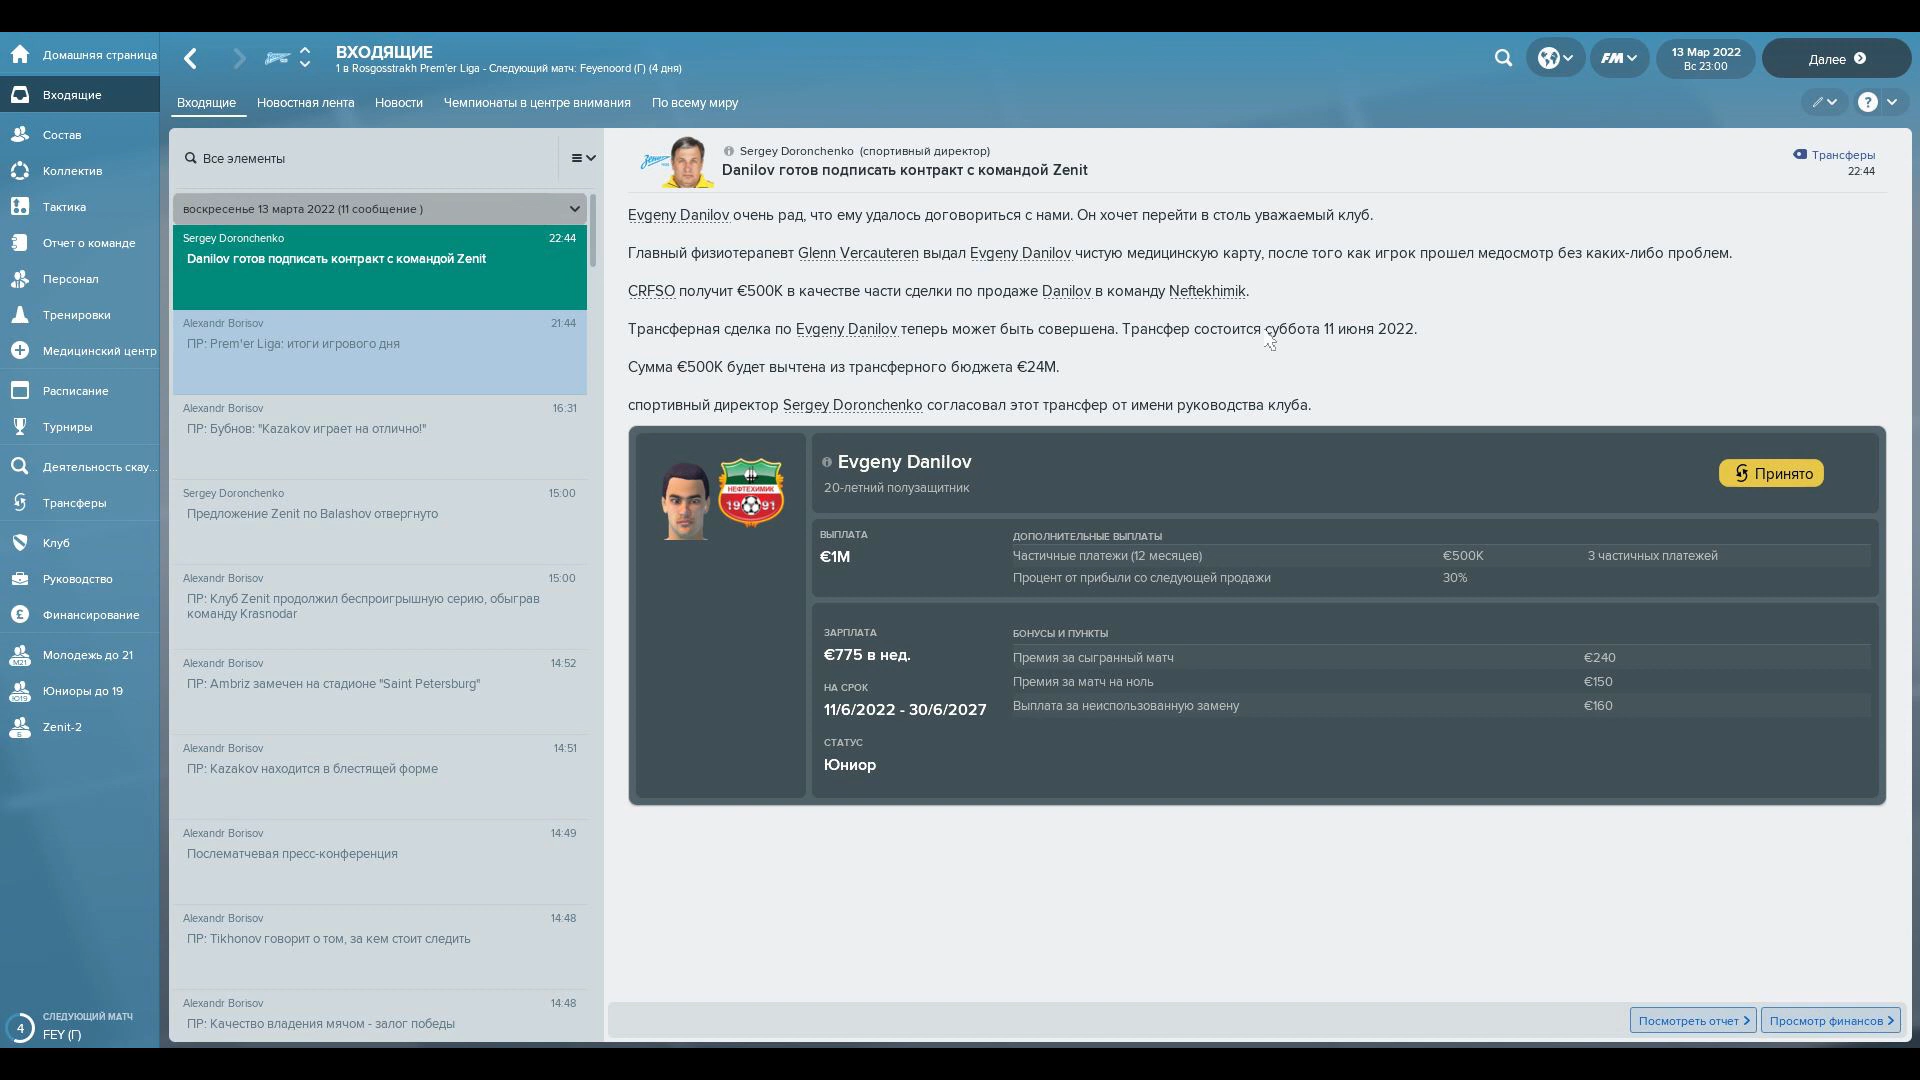 Домашняя страница
Входящие
Состав
Коллектив
Тактика
Отчет о команде
Персонал
Тренировки
Медицинский центр
Расписание
Турниры
Деятельность скау...
Трансферы
Клуб
Руководство
Финансирование
Молодежь до 21
Юниоры до 19
Zenit-2
4
СЛЕДУЮЩИЙ МАТЧ
FEY (Г)
ВХОДЯЩИЕ
1 в Rosgosstrakh Prem'er Liga - Следующий матч: Feyenoord (Г) (4 дня)
FM
13 Мар 2022
Вс 23:00
Далее
Входящие
Новостная лента
Новости
Чемпионаты в центре внимания
По всему миру
?
Все элементы
воскресенье 13 марта 2022 (11 сообщение )
Sergey Doronchenko 22:44
Danilov готов подписать контракт с командой Zenit
Alexandr Borisov 21:44
ПР: Prem'er Liga: итоги игрового дня
Alexandr Borisov 16:31
ПР: Бубнов: "Kazakov играет на отлично!"
Sergey Doronchenko 15:00
Предложение Zenit по Balashov отвергнуто
Alexandr Borisov 15:00
ПР: Клуб Zenit продолжил беспроигрышную серию, обыграв
команду Krasnodar
Alexandr Borisov 14:52
ПР: Ambriz замечен на стадионе "Saint Petersburg"
Alexandr Borisov 14:51
ПР: Kazakov находится в блестящей форме
Alexandr Borisov 14:49
Послематчевая пресс-конференция
Alexandr Borisov 14:48
ПР: Tikhonov говорит о том, за кем стоит следить
Alexandr Borisov 14:48
ПР: Качество владения мячом - залог победы
Sergey Doronchenko (спортивный директор)
Danilov готов подписать контракт с командой Zenit
Трансферы
22:44
Evgeny Danilov очень рад, что ему удалось договориться с нами. Он хочет перейти в столь уважаемый клуб.
Главный физиотерапевт Glenn Vercauteren выдал Evgeny Danilov чистую медицинскую карту, после того как игрок прошел медосмотр без каких-либо проблем.
CRFSO получит €500K в качестве части сделки по продаже Danilov в команду Neftekhimik.
Трансферная сделка по Evgeny Danilov теперь может быть совершена. Трансфер состоится суббота 11 июня 2022.
Сумма €500K будет вычтена из трансферного бюджета €24M.
спортивный директор Sergey Doronchenko согласовал этот трансфер от имени руководства клуба.
НЕФТЕХИМИК
19 91
Evgeny Danilov
20-летний полузащитник
Принято
ВЫПЛАТА
€1M
ДОПОЛНИТЕЛЬНЫЕ ВЫПЛАТЫ
Частичные платежи (12 месяцев) €500K 3 частичных платежей
Процент от прибыли со следующей продажи 30%
ЗАРПЛАТА
€775 в нед.
НА СРОК
11/6/2022 - 30/6/2027
СТАТУС
Юниор
БОНУСЫ И ПУНКТЫ
Премия за сыгранный матч €240
Премия за матч на ноль €150
Выплата за неиспользованную замену €160
Посмотреть отчет
Просмотр финансов